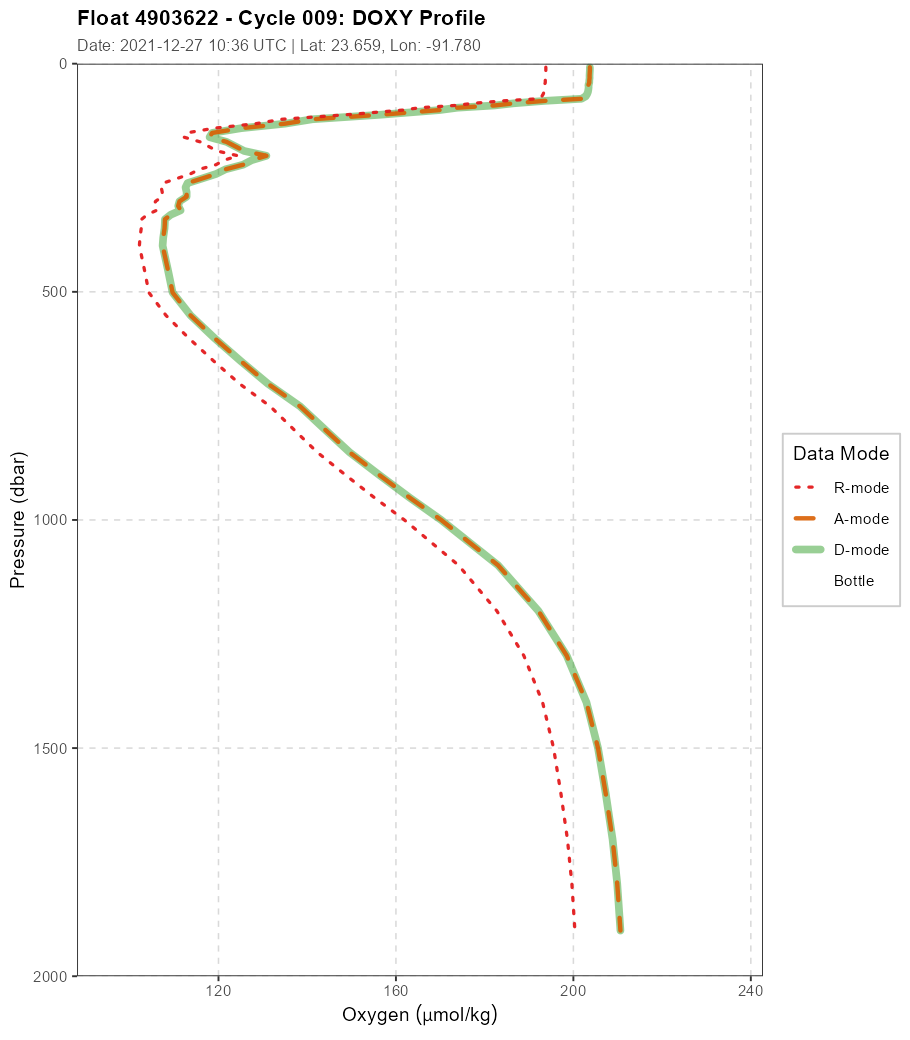 Float 4903622 - Cycle 009: DOXY Profile
Date: 2021-12-27 10:36 UTC | Lat: 23.659, Lon: -91.780
0
500
1000
1500
2000
Pressure (dbar)
120
160
200
240
Oxygen (μmol/kg)
Data Mode
R-mode
A-mode
D-mode
Bottle